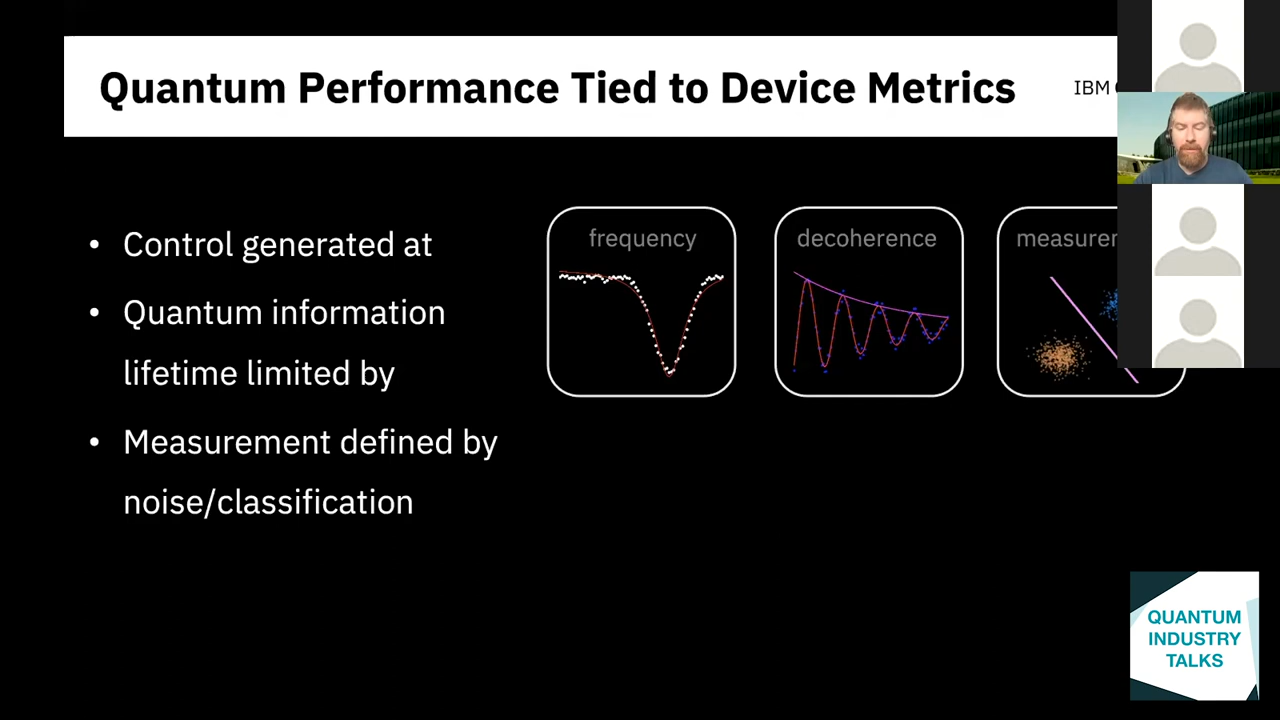 Quantum Performance Tied to Device Metrics
IBM
• Control generated at
• Quantum information
lifetime limited by
• Measurement defined by
noise/classification
frequency
decoherence
QUANTUM
INDUSTRY
TALKS